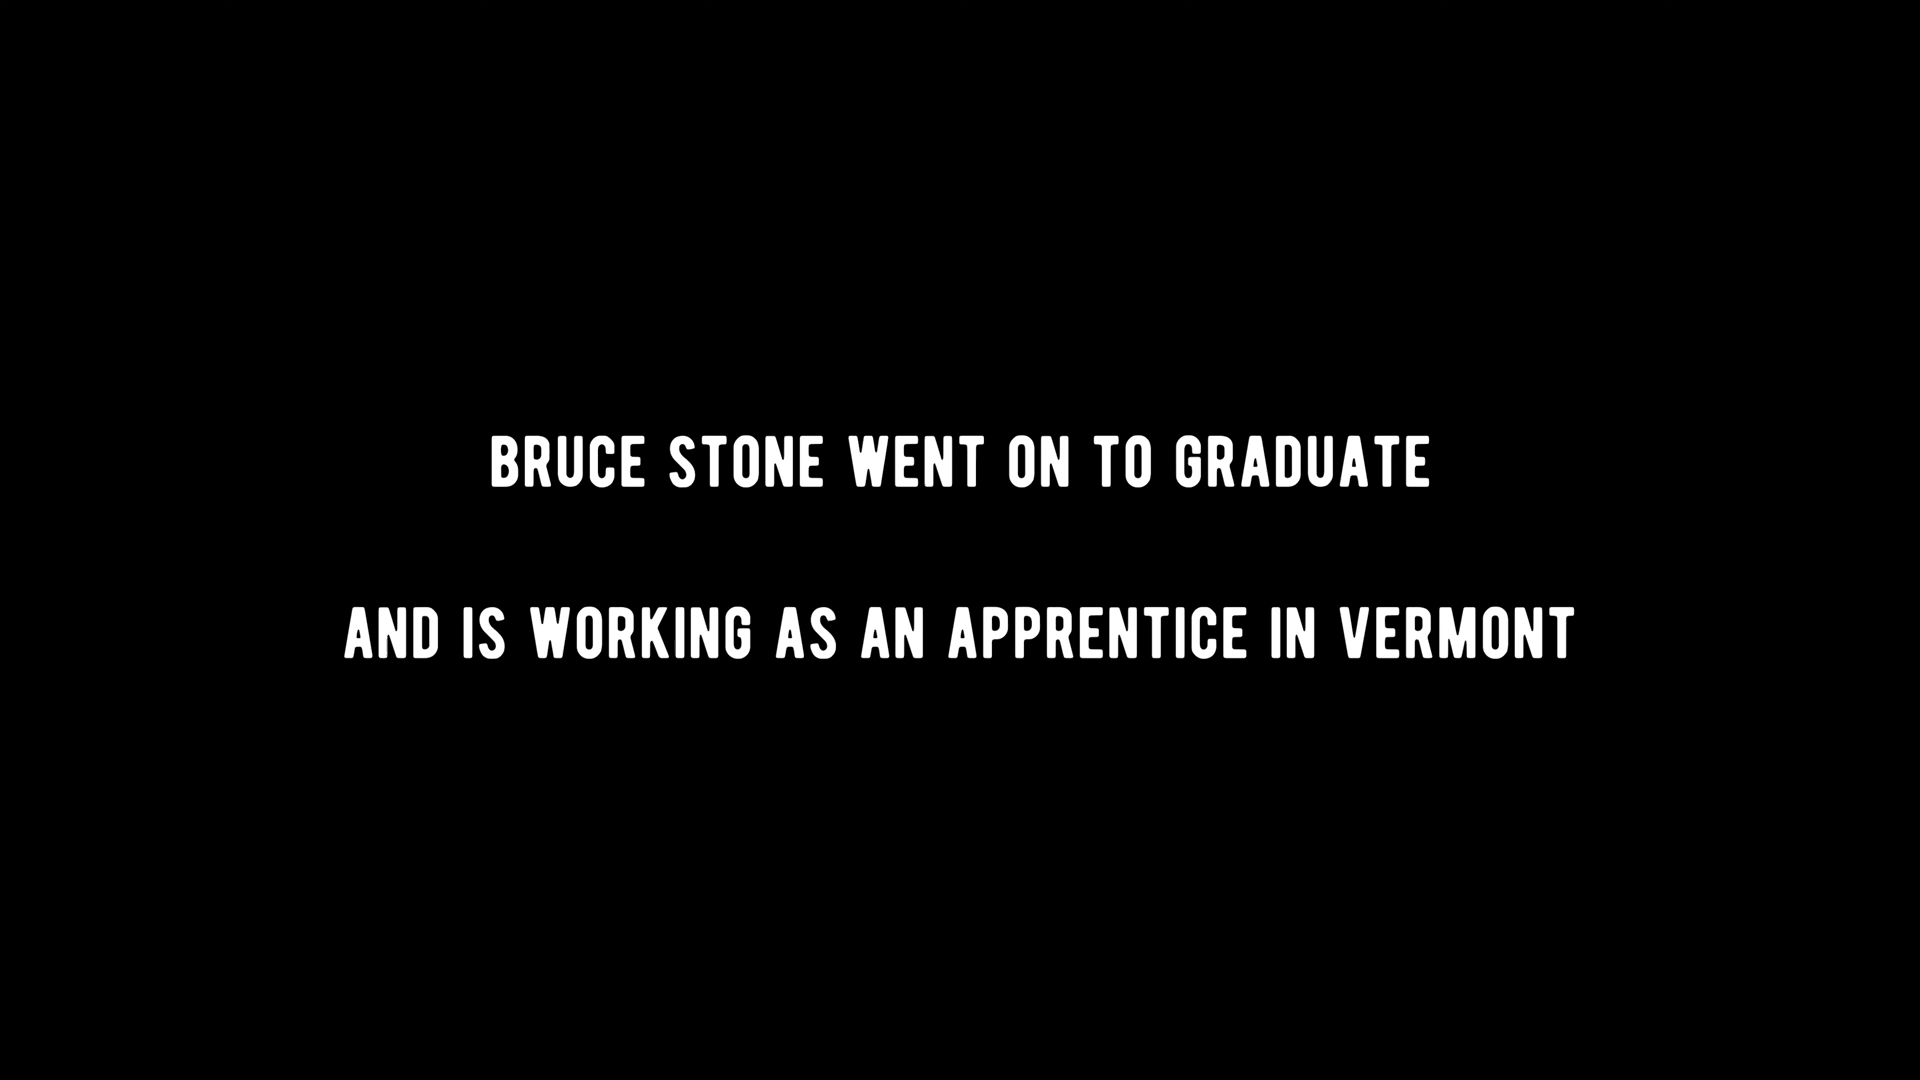 BRUCE STONE WENT ON TO GRADUATE
AND IS WORKING AS AN APPRENTICE IN VERMONT